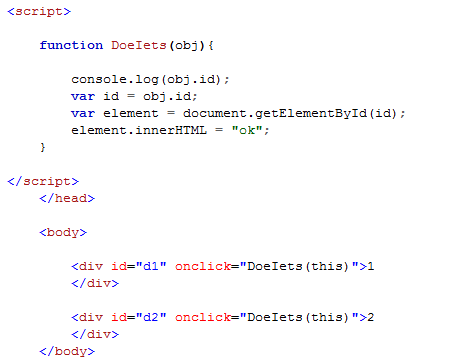 <script>
function DoeIets(obj){
console.log(obj.id);
var id = obj.id;
var element = document.getElementById(id);
element.innerHTML = "ok";
}
</script>
</head>
<body>
<div id="d1" onclick="DoeIets(this)">1
</div>
<div id="d2" onclick="DoeIets(this)">2
</div>
</body>